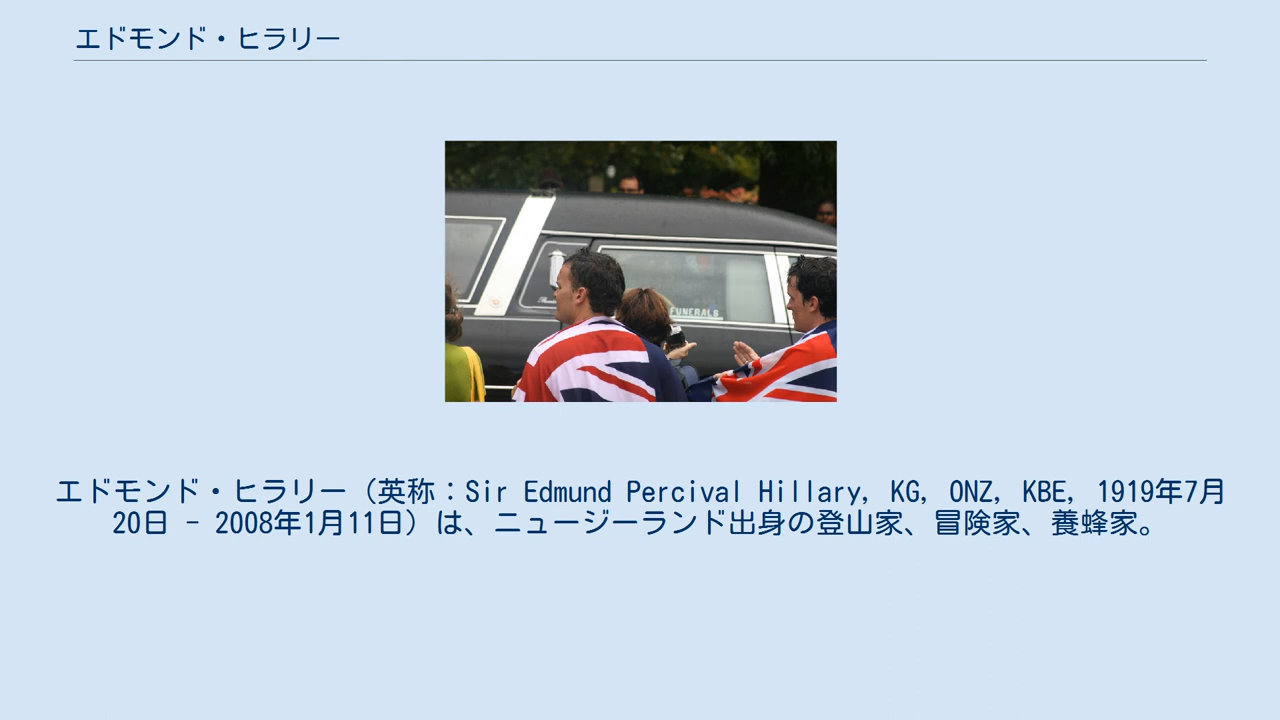 エドモンド・ヒラリー
FUNERALS
エドモンド・ヒラリー（英称：Sir Edmund Percival Hillary, KG, ONZ, KBE, 1919年7月
20日 - 2008年1月11日）は、ニュージーランド出身の登山家、冒険家、養蜂家。